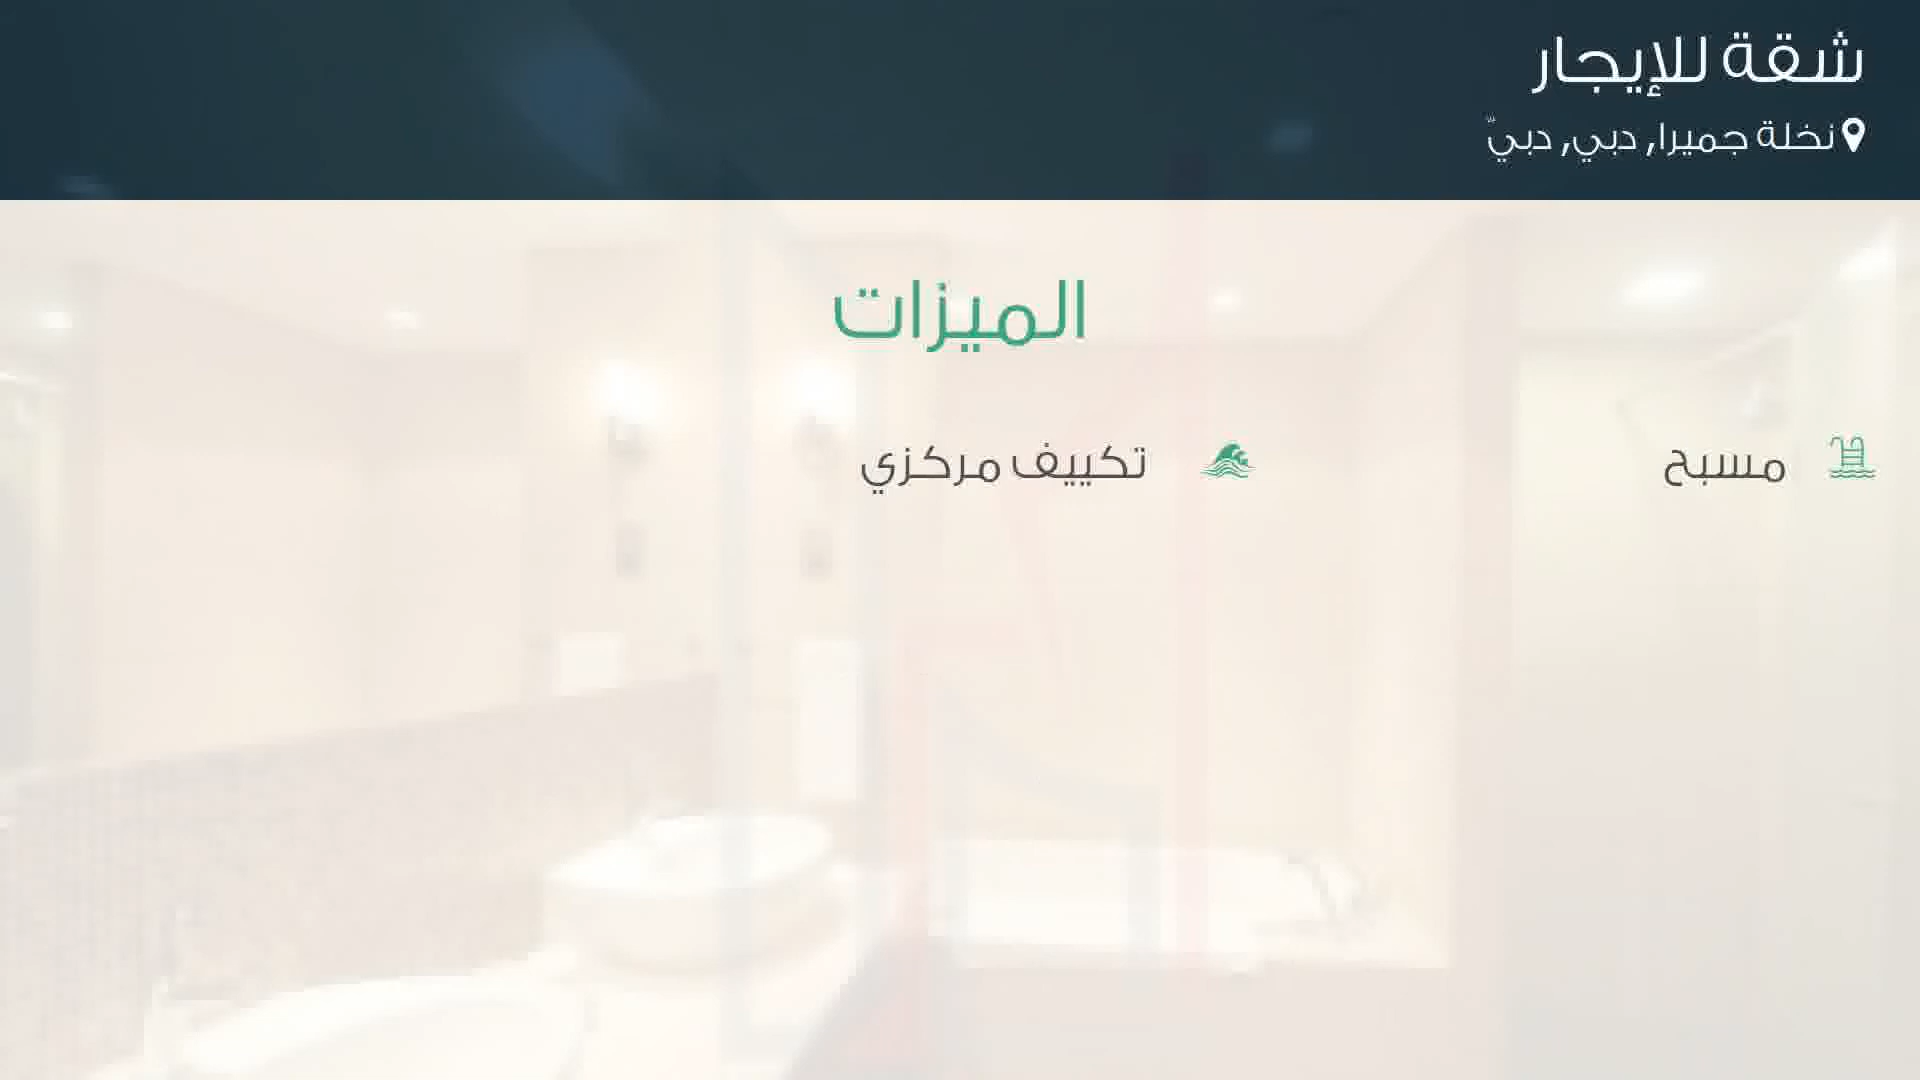 شقة للإيجار
نخلة جميرا, دبي, دبيّ
الميزات
مسبح
تكييف مركزي